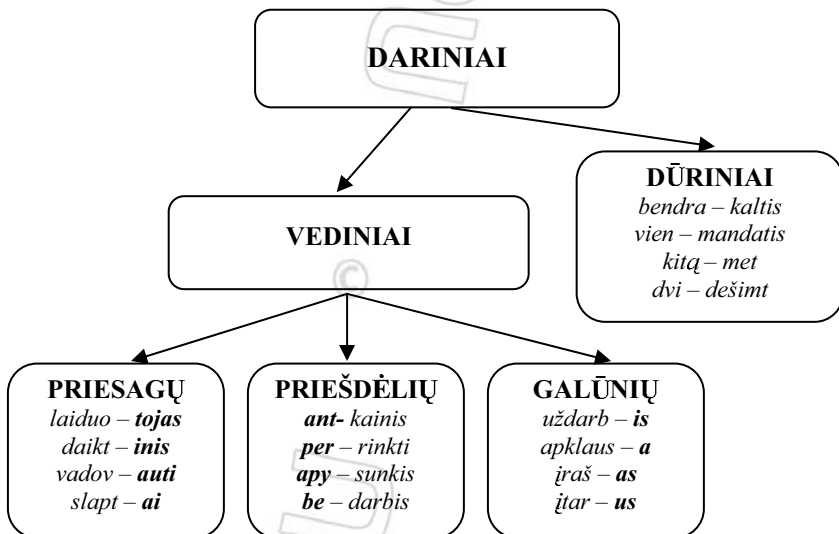 DARINIAI
DŪRINIAI
bendra – kaltis
vien – mandatis
kitą – met
dvi – dešimt
VEDINIAI
©
PRIESAGŲ
laiduo – tojas
daikt – inis
vadov – auti
slapt – ai
PRIEŠDĖLIŲ
ant- kainis
per – rinkti
apy – sunkis
be – darbis
GALŪNIŲ
uždarb – is
apklaus – a
įraš – as
įtar – us